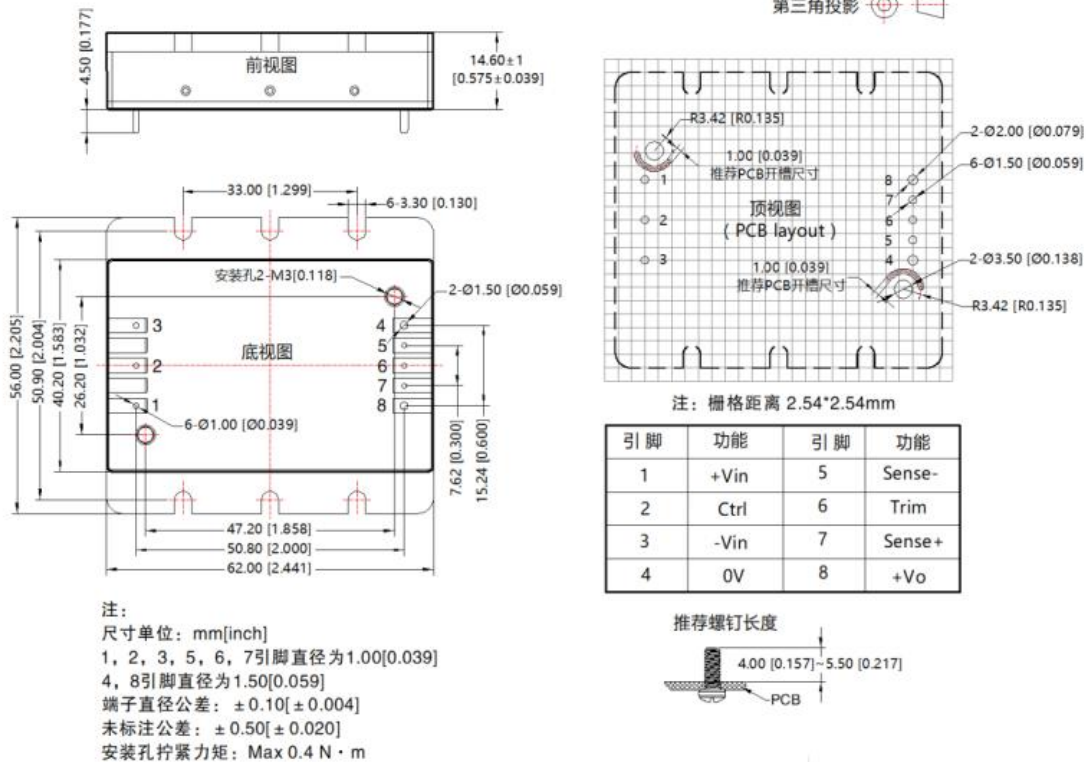 第三角投影
4.50 [0.177]
前视图
14.60±1
[0.575±0.039]
33.00 [1.299]
6-3.30 [0.130]
安装孔2-M3[0.118]
2-Ø1.50 [Ø0.059]
56.00 [2.205]
50.90 [2.004]
40.20 [1.583]
26.20 [1.032]
3
2
1
底视图
4
5
6
7
8
6-Ø1.00 [Ø0.039]
7.62 [0.300]
15.24 [0.600]
47.20 [1.858]
50.80 [2.000]
62.00 [2.441]
R3.42 [R0.135]
1.00 [0.039]
推荐PCB开槽尺寸
2-Ø2.00 [Ø0.079]
6-Ø1.50 [Ø0.059]
1
2
3
顶视图
( PCB layout )
8
7
6
5
4
1.00 [0.039]
推荐PCB开槽尺寸
2-Ø3.50 [Ø0.138]
R3.42 [R0.135]
注：栅格距离 2.54*2.54mm
引脚 功能 引脚 功能
1 +Vin 5 Sense-
2 Ctrl 6 Trim
3 -Vin 7 Sense+
4 0V 8 +Vo
注：
尺寸单位：mm[inch]
1，2，3，5，6，7引脚直径为1.00[0.039]
4，8引脚直径为1.50[0.059]
端子直径公差：±0.10[±0.004]
未标注公差：±0.50[±0.020]
安装孔拧紧力矩：Max 0.4 N·m
推荐螺钉长度
4.00 [0.157]~5.50 [0.217]
PCB